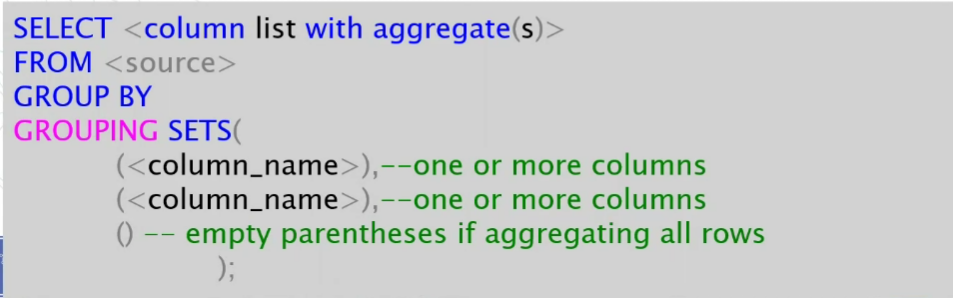 SELECT <column list with aggregate(s)>
FROM <source>
GROUP BY
GROUPING SETS(
(<column_name>),--one or more columns
(<column_name>),--one or more columns
() -- empty parentheses if aggregating all rows
);